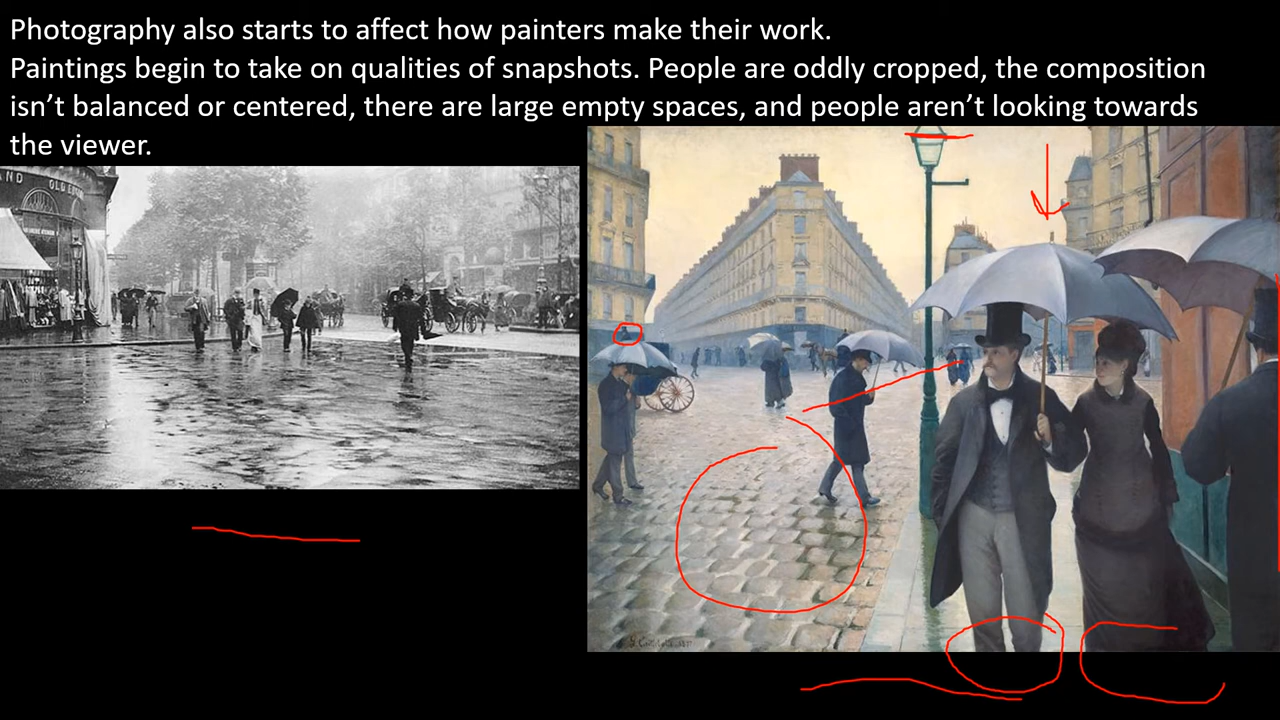 Photography also starts to affect how painters make their work.
Paintings begin to take on qualities of snapshots. People are oddly cropped, the composition
isn’t balanced or centered, there are large empty spaces, and people aren’t looking towards
the viewer.